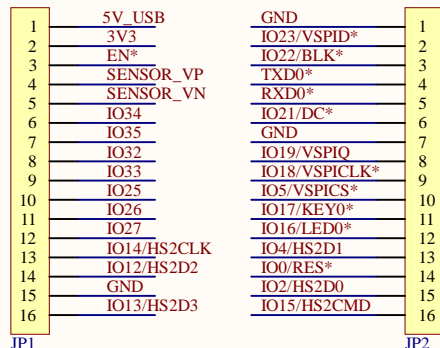 1 5V_USB GND 1
2 3V3 IO23/VSPID* 2
3 EN* IO22/BLK* 3
4 SENSOR_VP TXD0* 4
5 SENSOR_VN RXD0* 5
6 IO34 IO21/DC* 6
7 IO35 GND 7
8 IO32 IO19/VSPIQ 8
9 IO33 IO18/VSPICLK* 9
10 IO25 IO5/VSPICS* 10
11 IO26 IO17/KEY0* 11
12 IO27 IO16/LED0* 12
13 IO14/HS2CLK IO4/HS2D1 13
14 IO12/HS2D2 IO0/RES* 14
15 GND IO2/HS2D0 15
16 IO13/HS2D3 IO15/HS2CMD 16
JP1 JP2